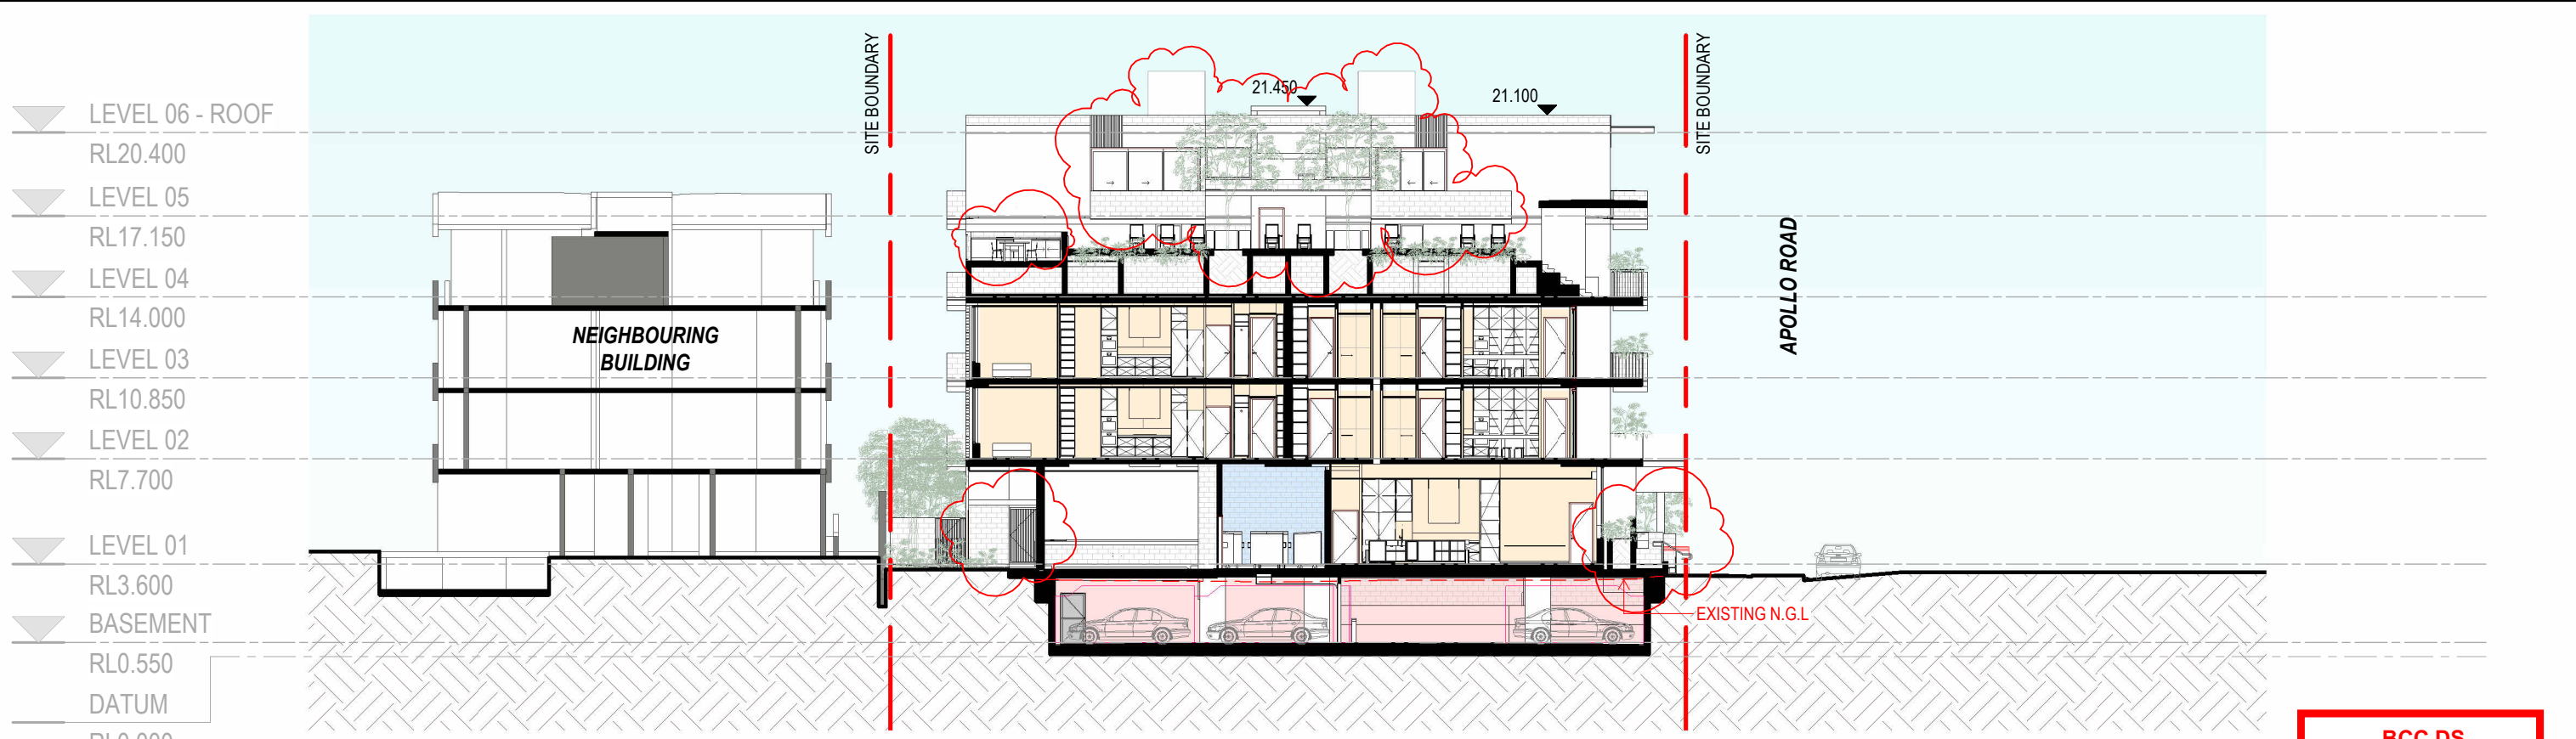 LEVEL 06 - ROOF
RL20.400
LEVEL 05
RL17.150
LEVEL 04
RL14.000
LEVEL 03
RL10.850
LEVEL 02
RL7.700
LEVEL 01
RL3.600
BASEMENT
RL0.550
DATUM
NEIGHBOURING
BUILDING
SITE BOUNDARY
21.450
21.100
SITE BOUNDARY
APOLLO ROAD
EXISTING N.G.L
BCC DS